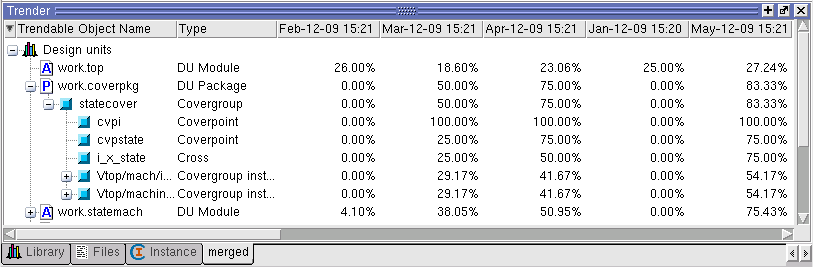 Trender
Trendable Object Name Type Feb-12-09 15:21 Mar-12-09 15:21 Apr-12-09 15:21 Jan-12-09 15:20 May-12-09 15:21
Design units
A work.top DU Module 26.00% 18.60% 23.06% 25.00% 27.24%
P work.coverpkg DU Package 0.00% 50.00% 75.00% 0.00% 83.33%
statecover Covergroup 0.00% 50.00% 75.00% 0.00% 83.33%
cvpi Coverpoint 0.00% 100.00% 100.00% 0.00% 100.00%
cvpstate Coverpoint 0.00% 25.00% 75.00% 0.00% 75.00%
i_x_state Cross 0.00% 25.00% 50.00% 0.00% 75.00%
Vtop/mach/i... Covergroup inst... 0.00% 29.17% 41.67% 0.00% 54.17%
Vtop/machin... Covergroup inst... 0.00% 29.17% 41.67% 0.00% 54.17%
A work.statemach DU Module 4.10% 38.05% 50.95% 0.00% 75.43%
Library Files Instance merged